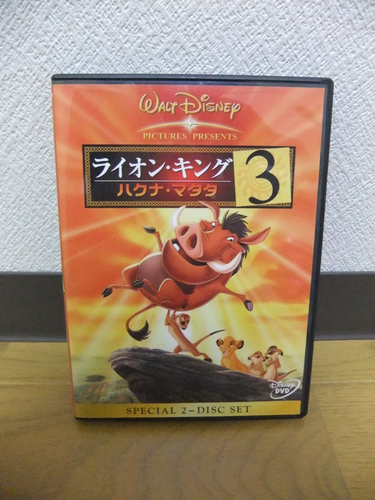 WALT DISNEY
PICTURES PRESENTS
ライオン・キング 3
ハクナ・マタタ
Disney
DVD
SPECIAL 2-DISC SET